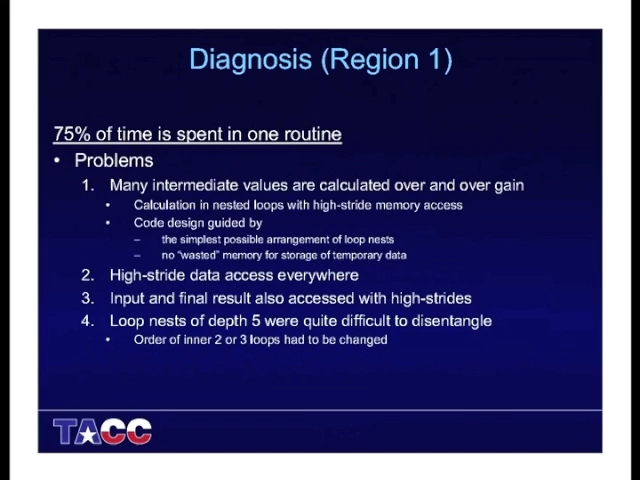 Diagnosis (Region 1)
75% of time is spent in one routine
• Problems
1. Many intermediate values are calculated over and over gain
• Calculation in nested loops with high-stride memory access
• Code design guided by
– the simplest possible arrangement of loop nests
– no "wasted" memory for storage of temporary data
2. High-stride data access everywhere
3. Input and final result also accessed with high-strides
4. Loop nests of depth 5 were quite difficult to disentangle
• Order of inner 2 or 3 loops had to be changed
TACC